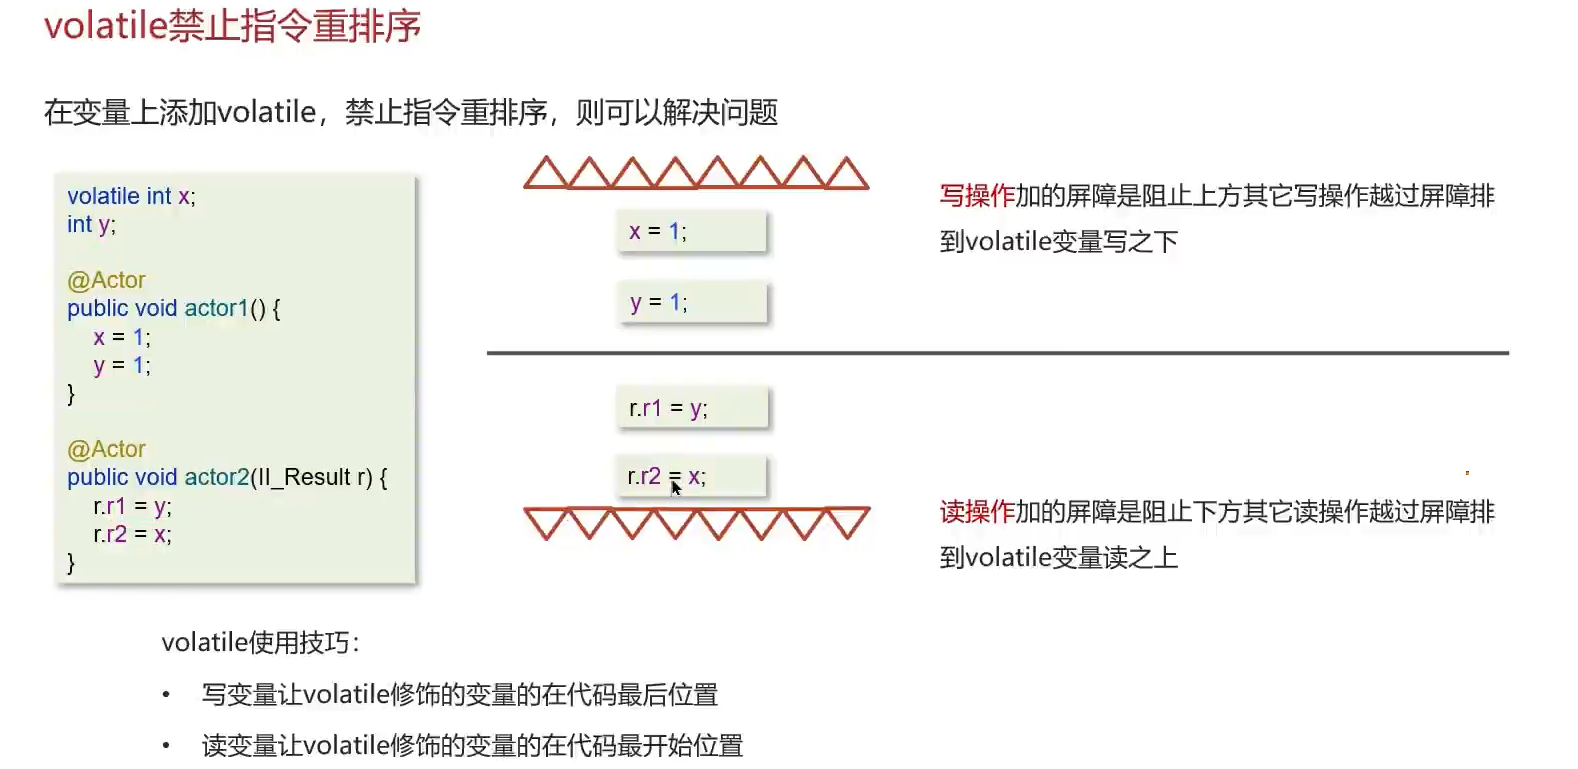 volatile禁止指令重排序
在变量上添加volatile，禁止指令重排序，则可以解决问题
volatile int x;
int y;
@Actor
public void actor1() {
x = 1;
y = 1;
}
@Actor
public void actor2(II_Result r) {
r.r1 = y;
r.r2 = x;
}
x = 1;
y = 1;
r.r1 = y;
r.r2 = x;
写操作加的屏障是阻止上方其它写操作越过屏障排
到volatile变量写之下
读操作加的屏障是阻止下方其它读操作越过屏障排
到volatile变量读之上
volatile使用技巧：
• 写变量让volatile修饰的变量的在代码最后位置
• 读变量让volatile修饰的变量的在代码最开始位置